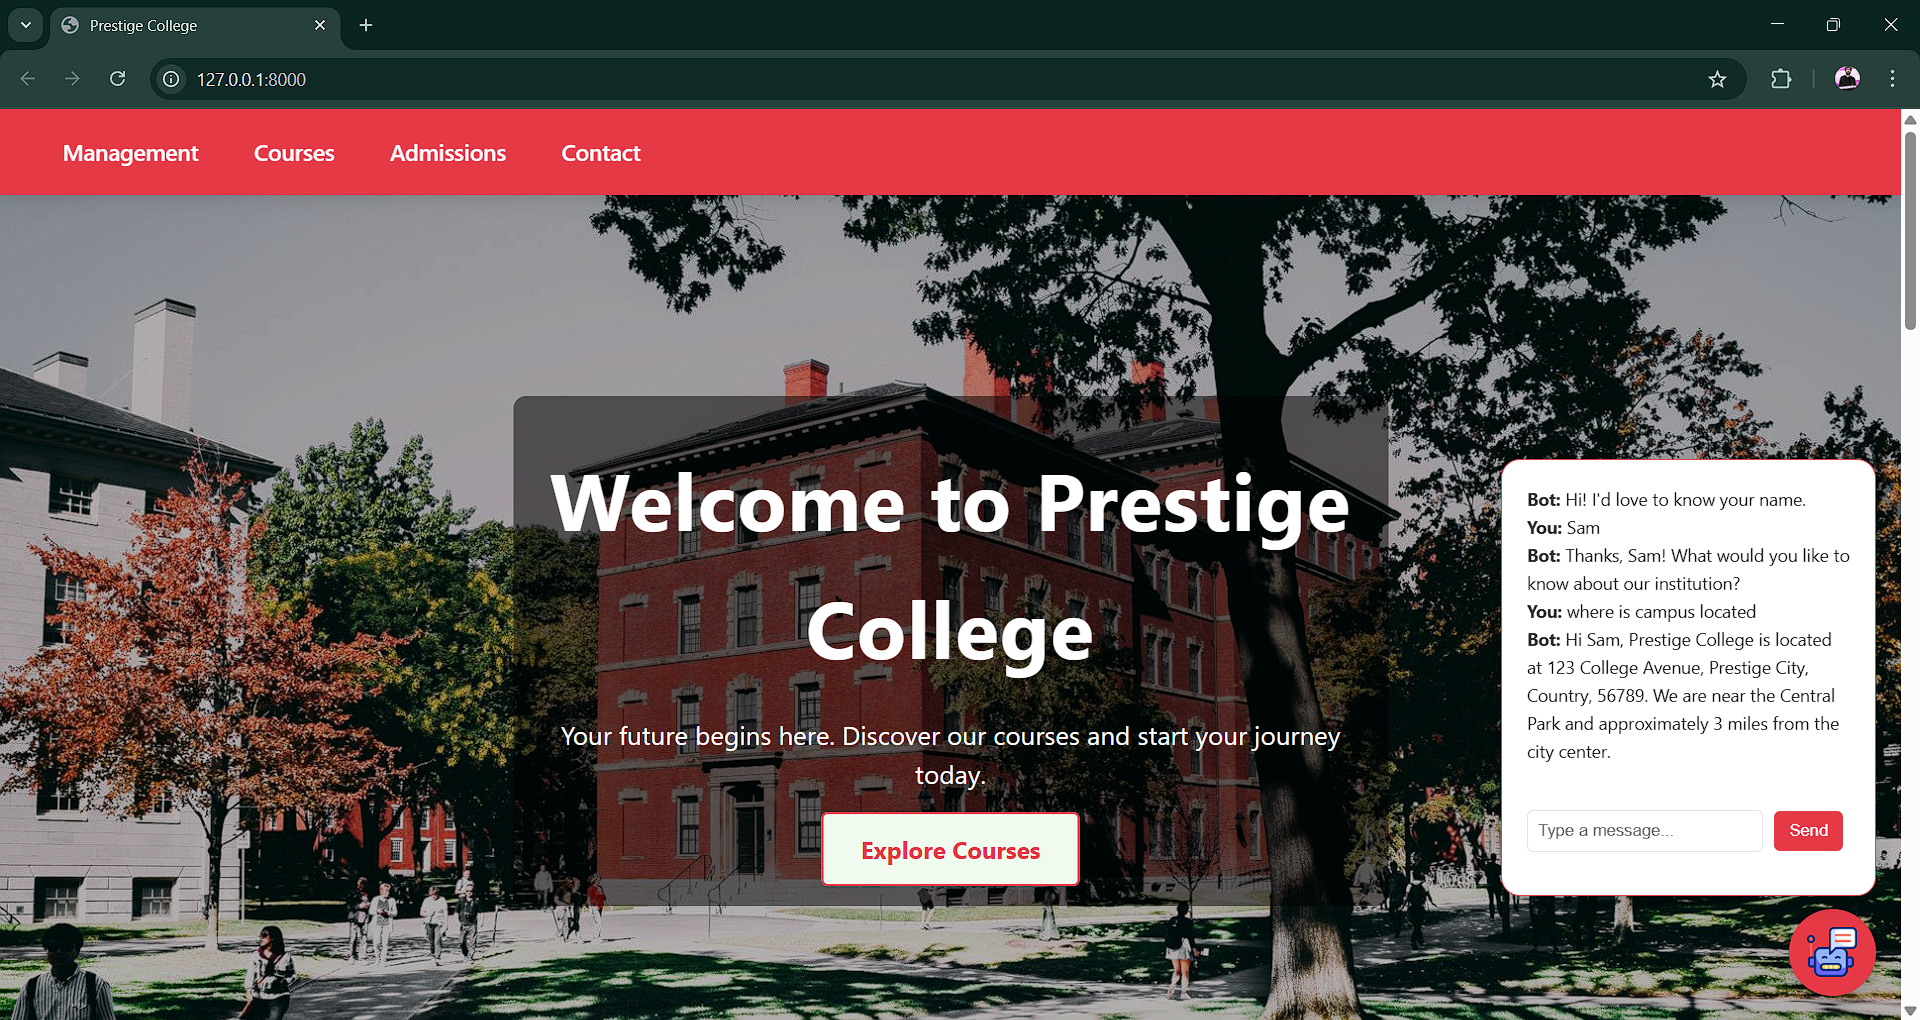 Prestige College
127.0.0.1:8000
Management Courses Admissions Contact
Welcome to Prestige
College
Your future begins here. Discover our courses and start your journey
today.
Explore Courses
Bot: Hi! I'd love to know your name.
You: Sam
Bot: Thanks, Sam! What would you like to
know about our institution?
You: where is campus located
Bot: Hi Sam, Prestige College is located
at 123 College Avenue, Prestige City,
Country, 56789. We are near the Central
Park and approximately 3 miles from the
city center.
Type a message...
Send